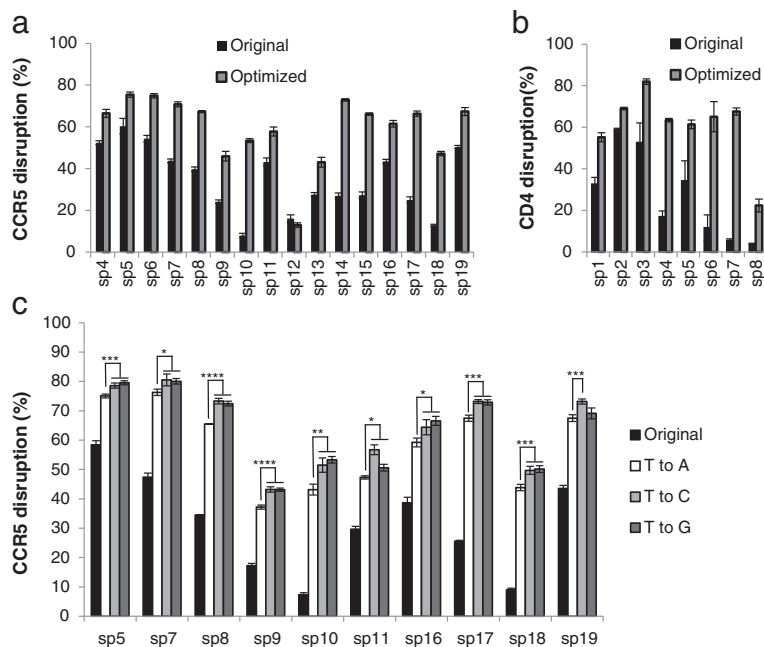 a
CCR5 disruption (%)
100
80
60
40
20
0
Original
Optimized
sp4 sp5 sp6 sp7 sp8 sp9 sp10 sp11 sp12 sp13 sp14 sp15 sp16 sp17 sp18 sp19
b
CD4 disruption(%)
100
80
60
40
20
0
Original
Optimized
sp1 sp2 sp3 sp4 sp5 sp6 sp7 sp8
c
CCR5 disruption (%)
100
90
80
70
60
50
40
30
20
10
0
*** * **** **** ** * * *** *** ***
sp5 sp7 sp8 sp9 sp10 sp11 sp16 sp17 sp18 sp19
Original
T to A
T to C
T to G